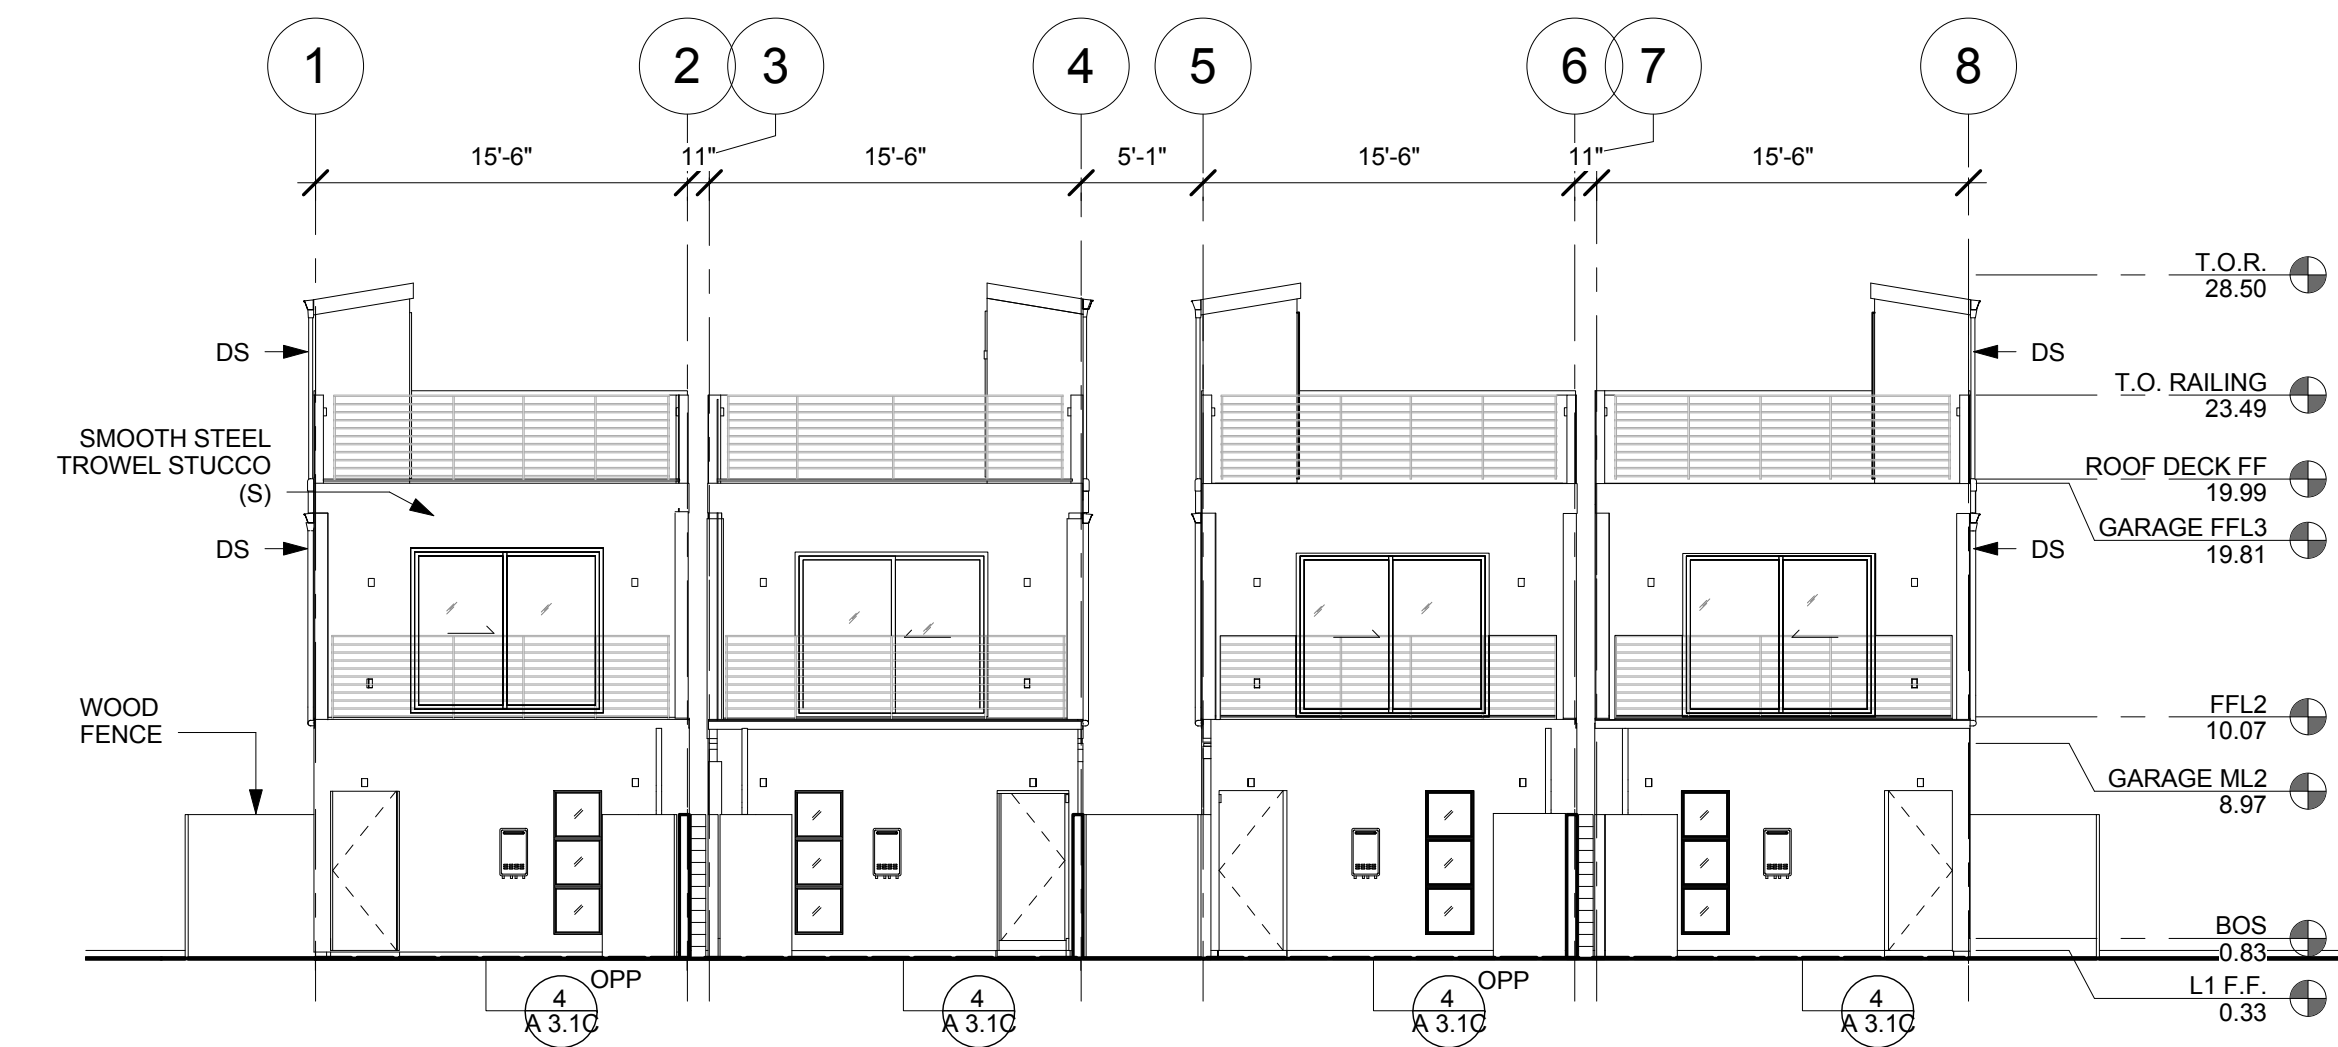 1
2
3
4
5
6
7
8
15'-6"
11"
15'-6"
5'-1"
15'-6"
11"
15'-6"
T.O.R.
28.50
DS
DS
T.O. RAILING
23.49
SMOOTH STEEL
TROWEL STUCCO
(S)
ROOF DECK FF
19.99
GARAGE FFL3
19.81
DS
DS
WOOD
FENCE
FFL2
10.07
GARAGE ML2
8.97
BOS
0.83
L1 F.F.
0.33
OPP
4
A 3.1C
4
A 3.1C
OPP
4
A 3.1C
4
A 3.1C